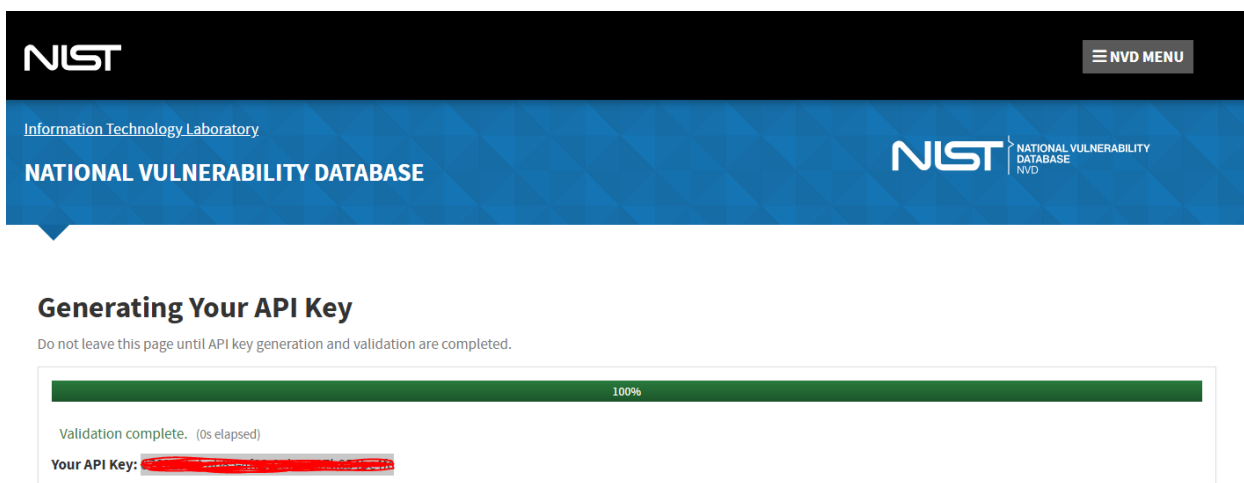 NIST
☰ NVD MENU
Information Technology Laboratory
NATIONAL VULNERABILITY DATABASE
NIST
NATIONAL VULNERABILITY
DATABASE
NVD
Generating Your API Key
Do not leave this page until API key generation and validation are completed.
100%
Validation complete. (0s elapsed)
Your API Key: